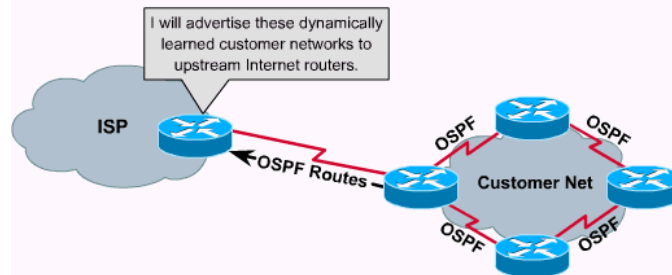 I will advertise these dynamically
learned customer networks to
upstream Internet routers.
ISP
OSPF Routes
OSPF
OSPF
Customer Net
OSPF
OSPF